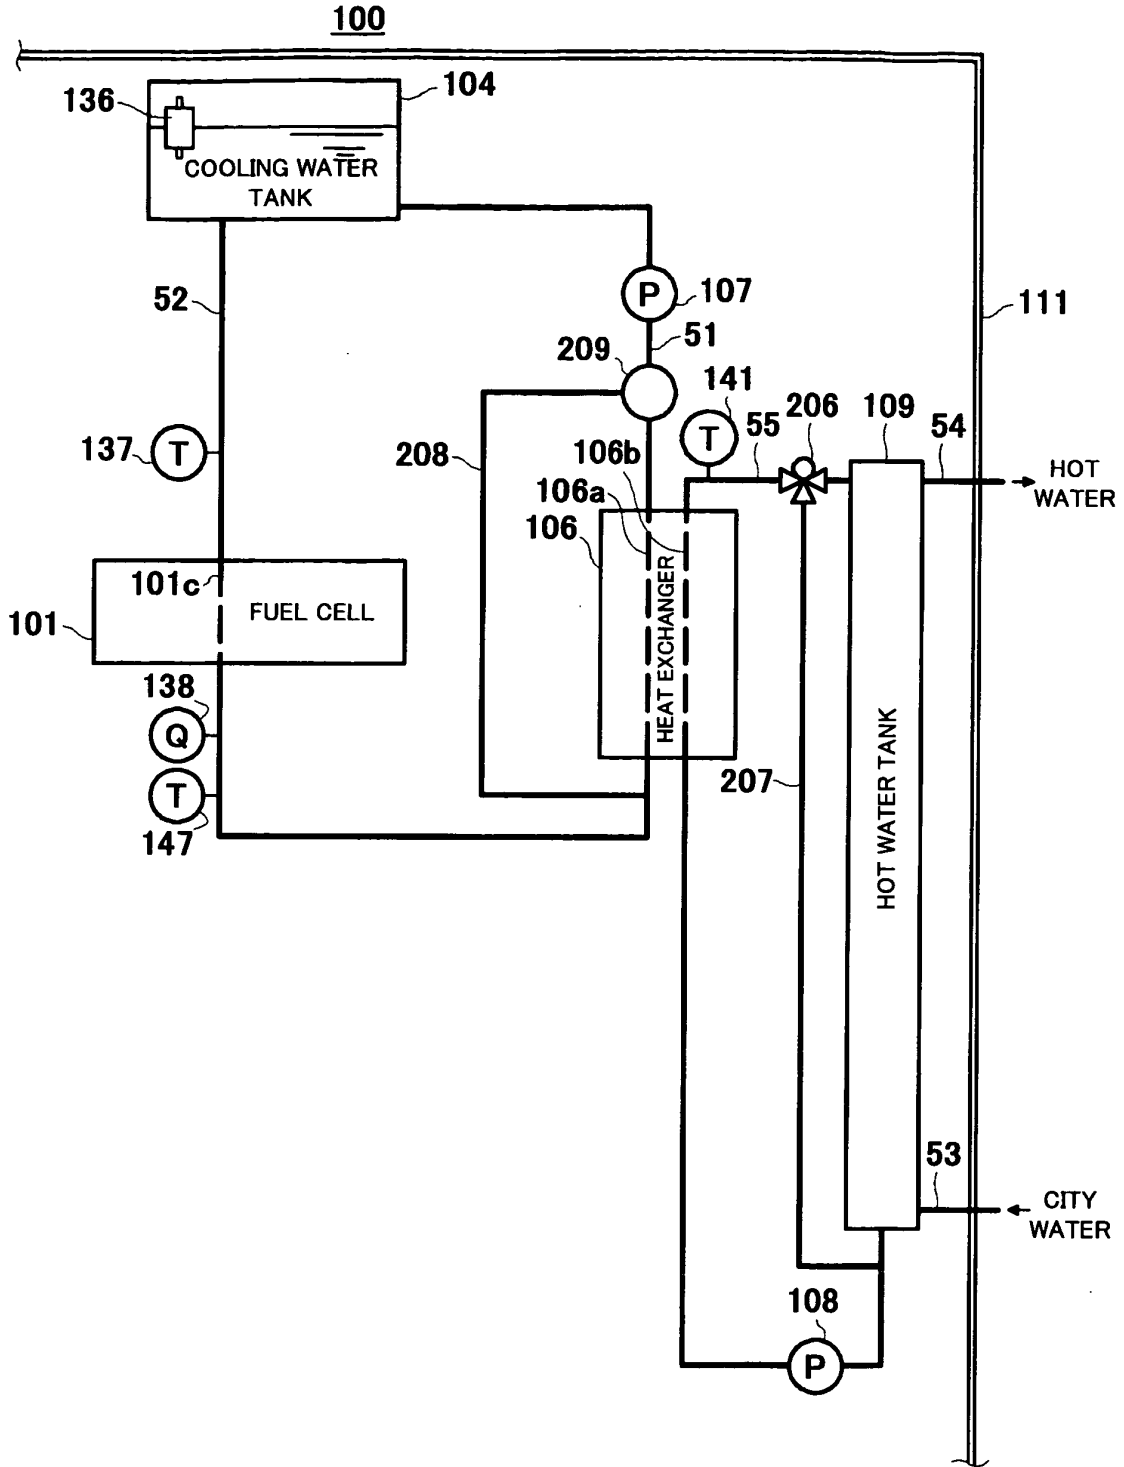 100
136
104
COOLING WATER
TANK
52
P
107
111
51
209
141
206
109
54
55
T
137
T
208
106b
HOT
WATER
106a
106
101c
FUEL CELL
101
HEAT EXCHANGER
138
Q
T
147
207
HOT WATER TANK
53
CITY
WATER
108
P